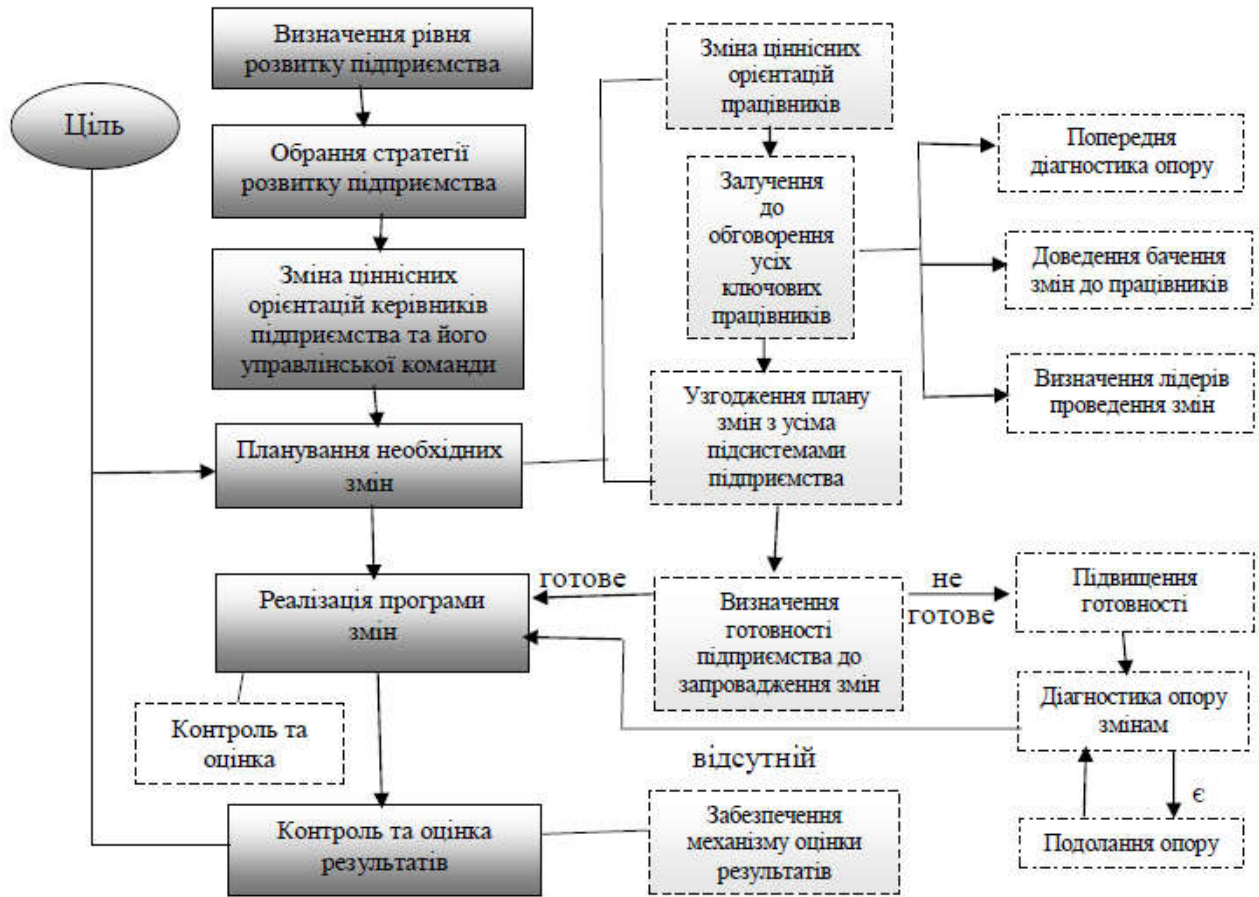 Визначення рівня
розвитку підприємства
Ціль
Обрання стратегії
розвитку підприємства
Зміна ціннісних
орієнтацій керівників
підприємства та його
управлінської команди
Планування необхідних
змін
Реалізація програми
змін
Контроль та
оцінка
Контроль та оцінка
результатів
Зміна ціннісних
орієнтацій
працівників
Залучення
до
обговорення
усіх
ключових
працівників
Узгодження плану
змін з усіма
підсистемами
підприємства
готове
Визначення
готовності
підприємства до
запровадження змін
не
готове
відсутній
Забезпечення
механізму оцінки
результатів
Попередня
діагностика опору
Доведення бачення
змін до працівників
Визначення лідерів
проведення змін
Підвищення
готовності
Діагностика опору
змінам
є
Подолання опору